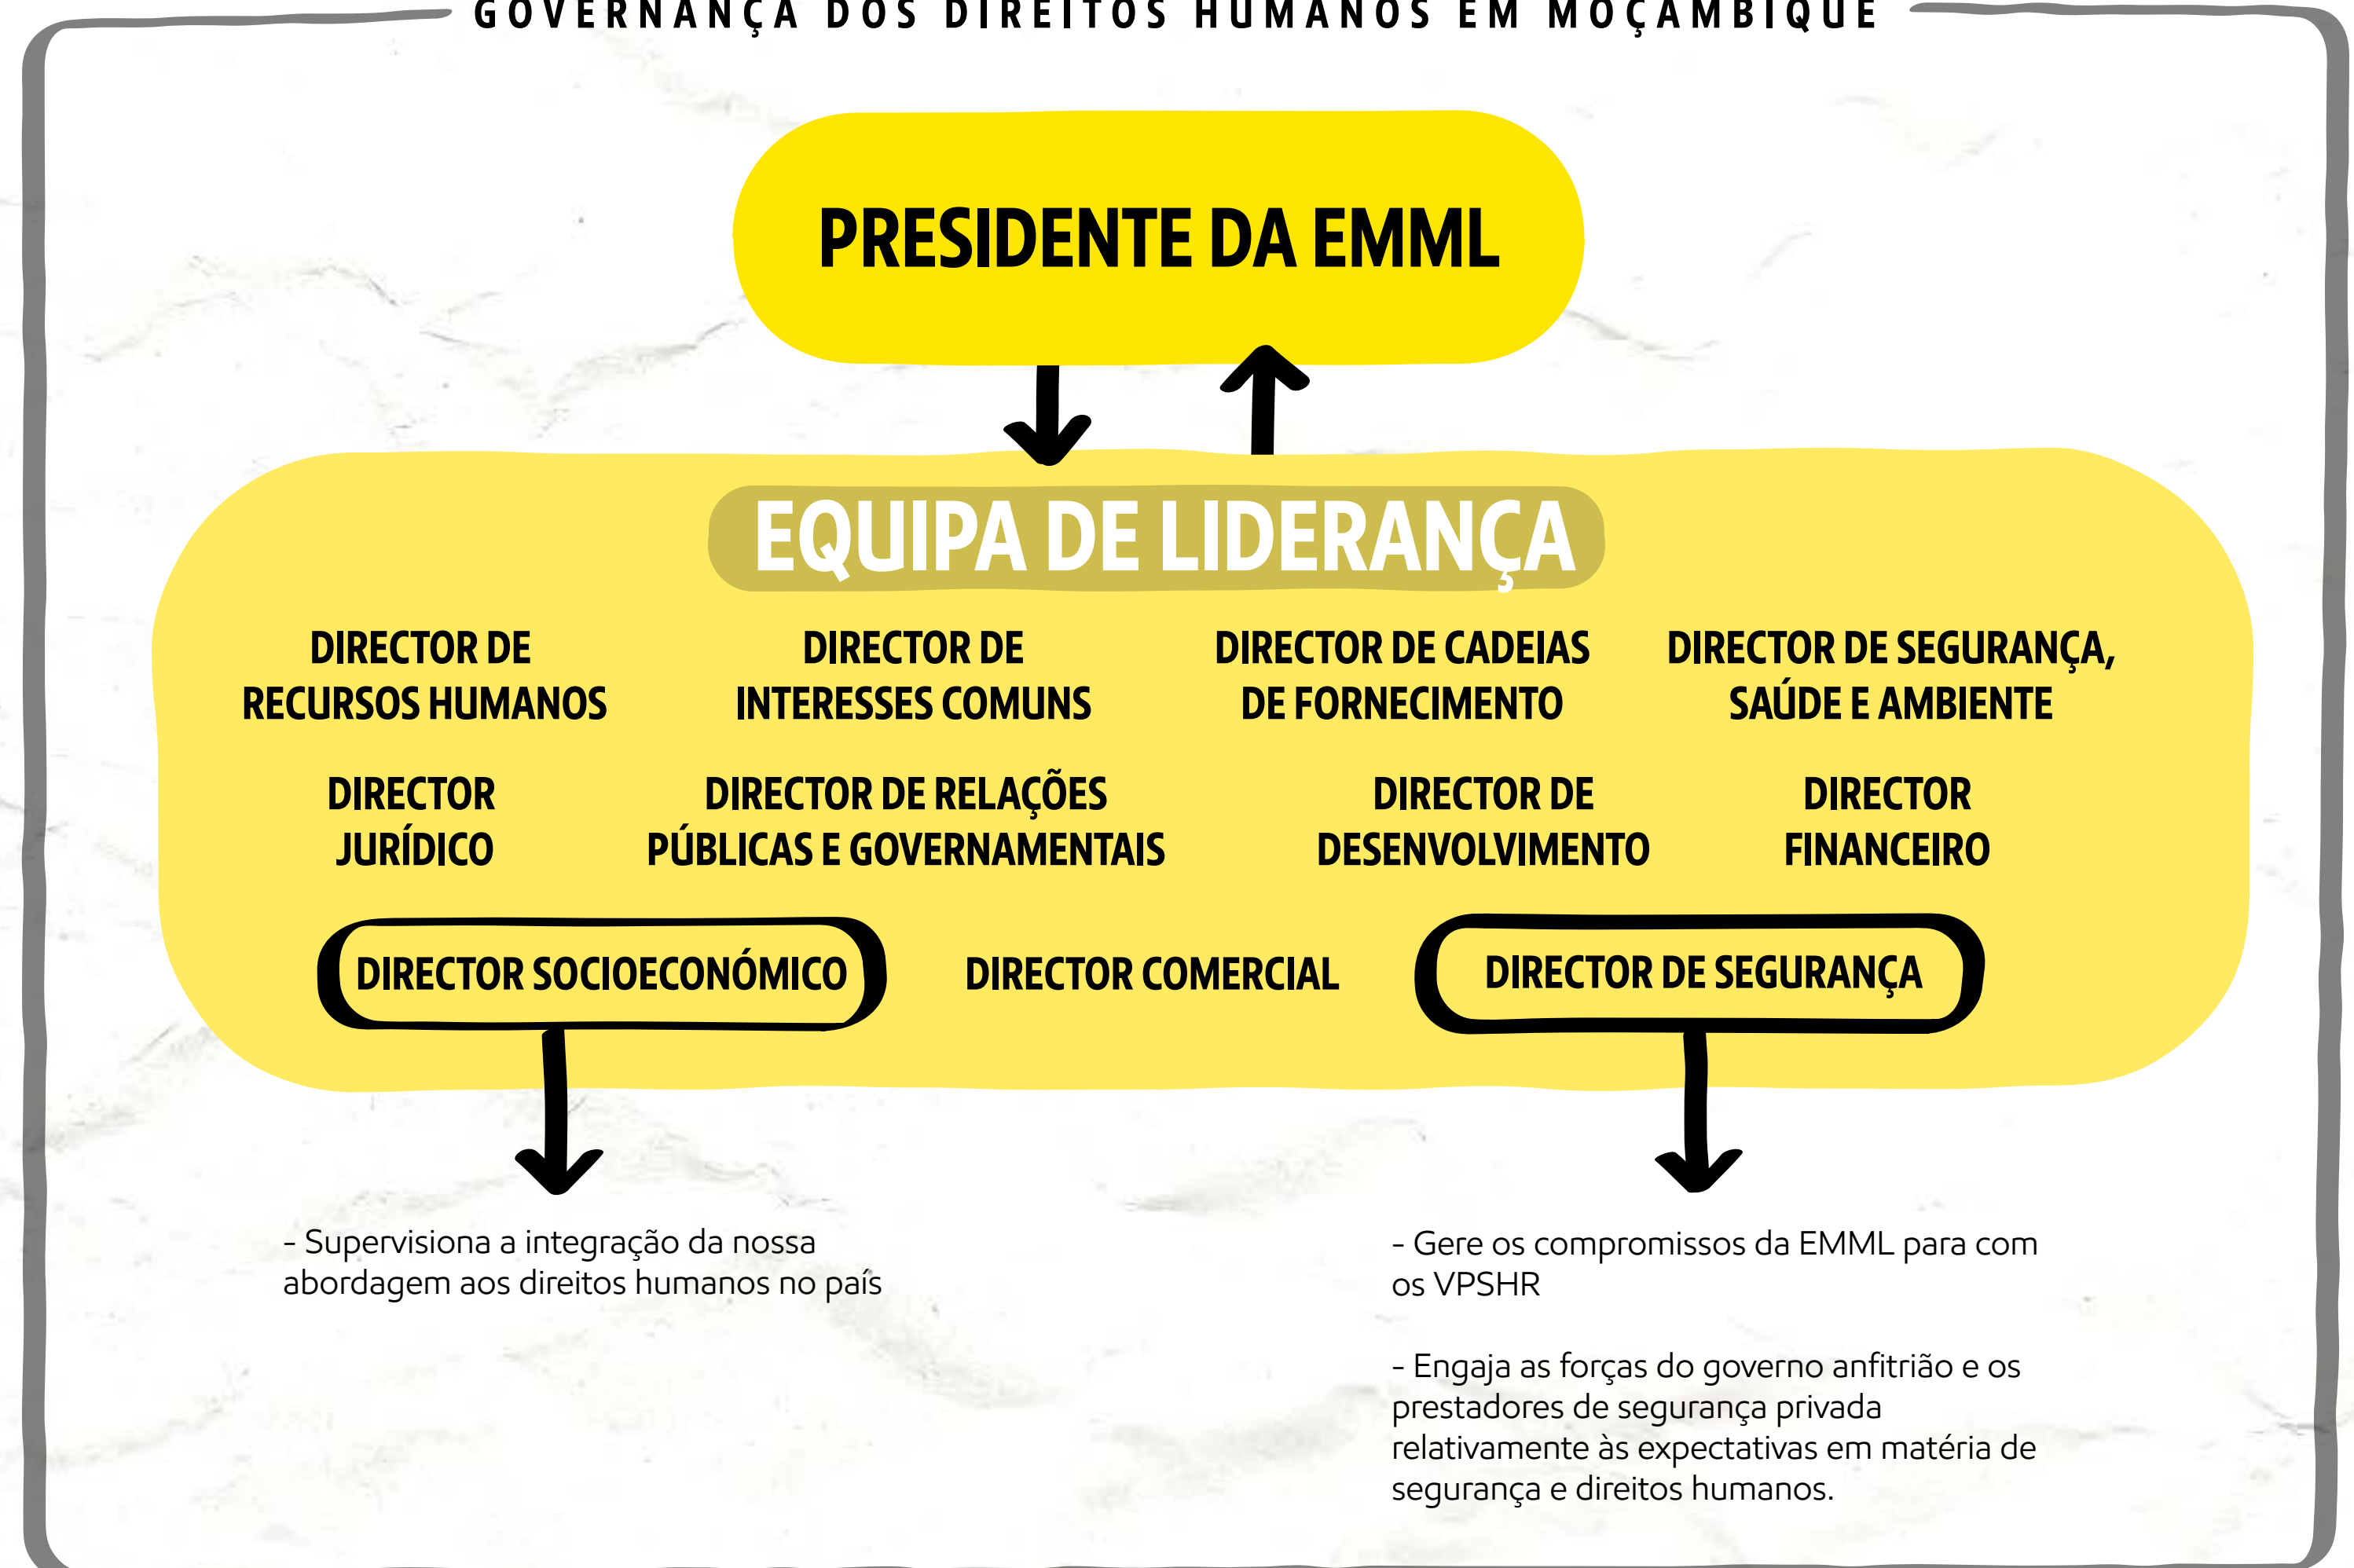 GOVERNANÇA DOS DIREITOS HUMANOS EM MOÇAMBIQUE
PRESIDENTE DA EMML
EQUIPA DE LIDERANÇA
DIRECTOR DE
RECURSOS HUMANOS
DIRECTOR DE
INTERESSES COMUNS
DIRECTOR DE CADEIAS
DE FORNECIMENTO
DIRECTOR DE SEGURANÇA,
SAÚDE E AMBIENTE
DIRECTOR
JURÍDICO
DIRECTOR DE RELAÇÕES
PÚBLICAS E GOVERNAMENTAIS
DIRECTOR DE
DESENVOLVIMENTO
DIRECTOR
FINANCEIRO
DIRECTOR SOCIOECONÓMICO
DIRECTOR COMERCIAL
DIRECTOR DE SEGURANÇA
- Supervisiona a integração da nossa
abordagem aos direitos humanos no país
- Gere os compromissos da EMML para com
os VPSHR
- Engaja as forças do governo anfitrião e os
prestadores de segurança privada
relativamente às expectativas em matéria de
segurança e direitos humanos.